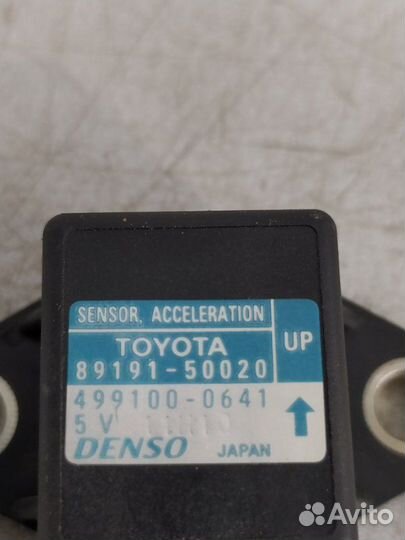 SENSOR, ACCELERATION
TOYOTA
89191-50020
UP
499100-0641
5 V
DENSO JAPAN
Avito